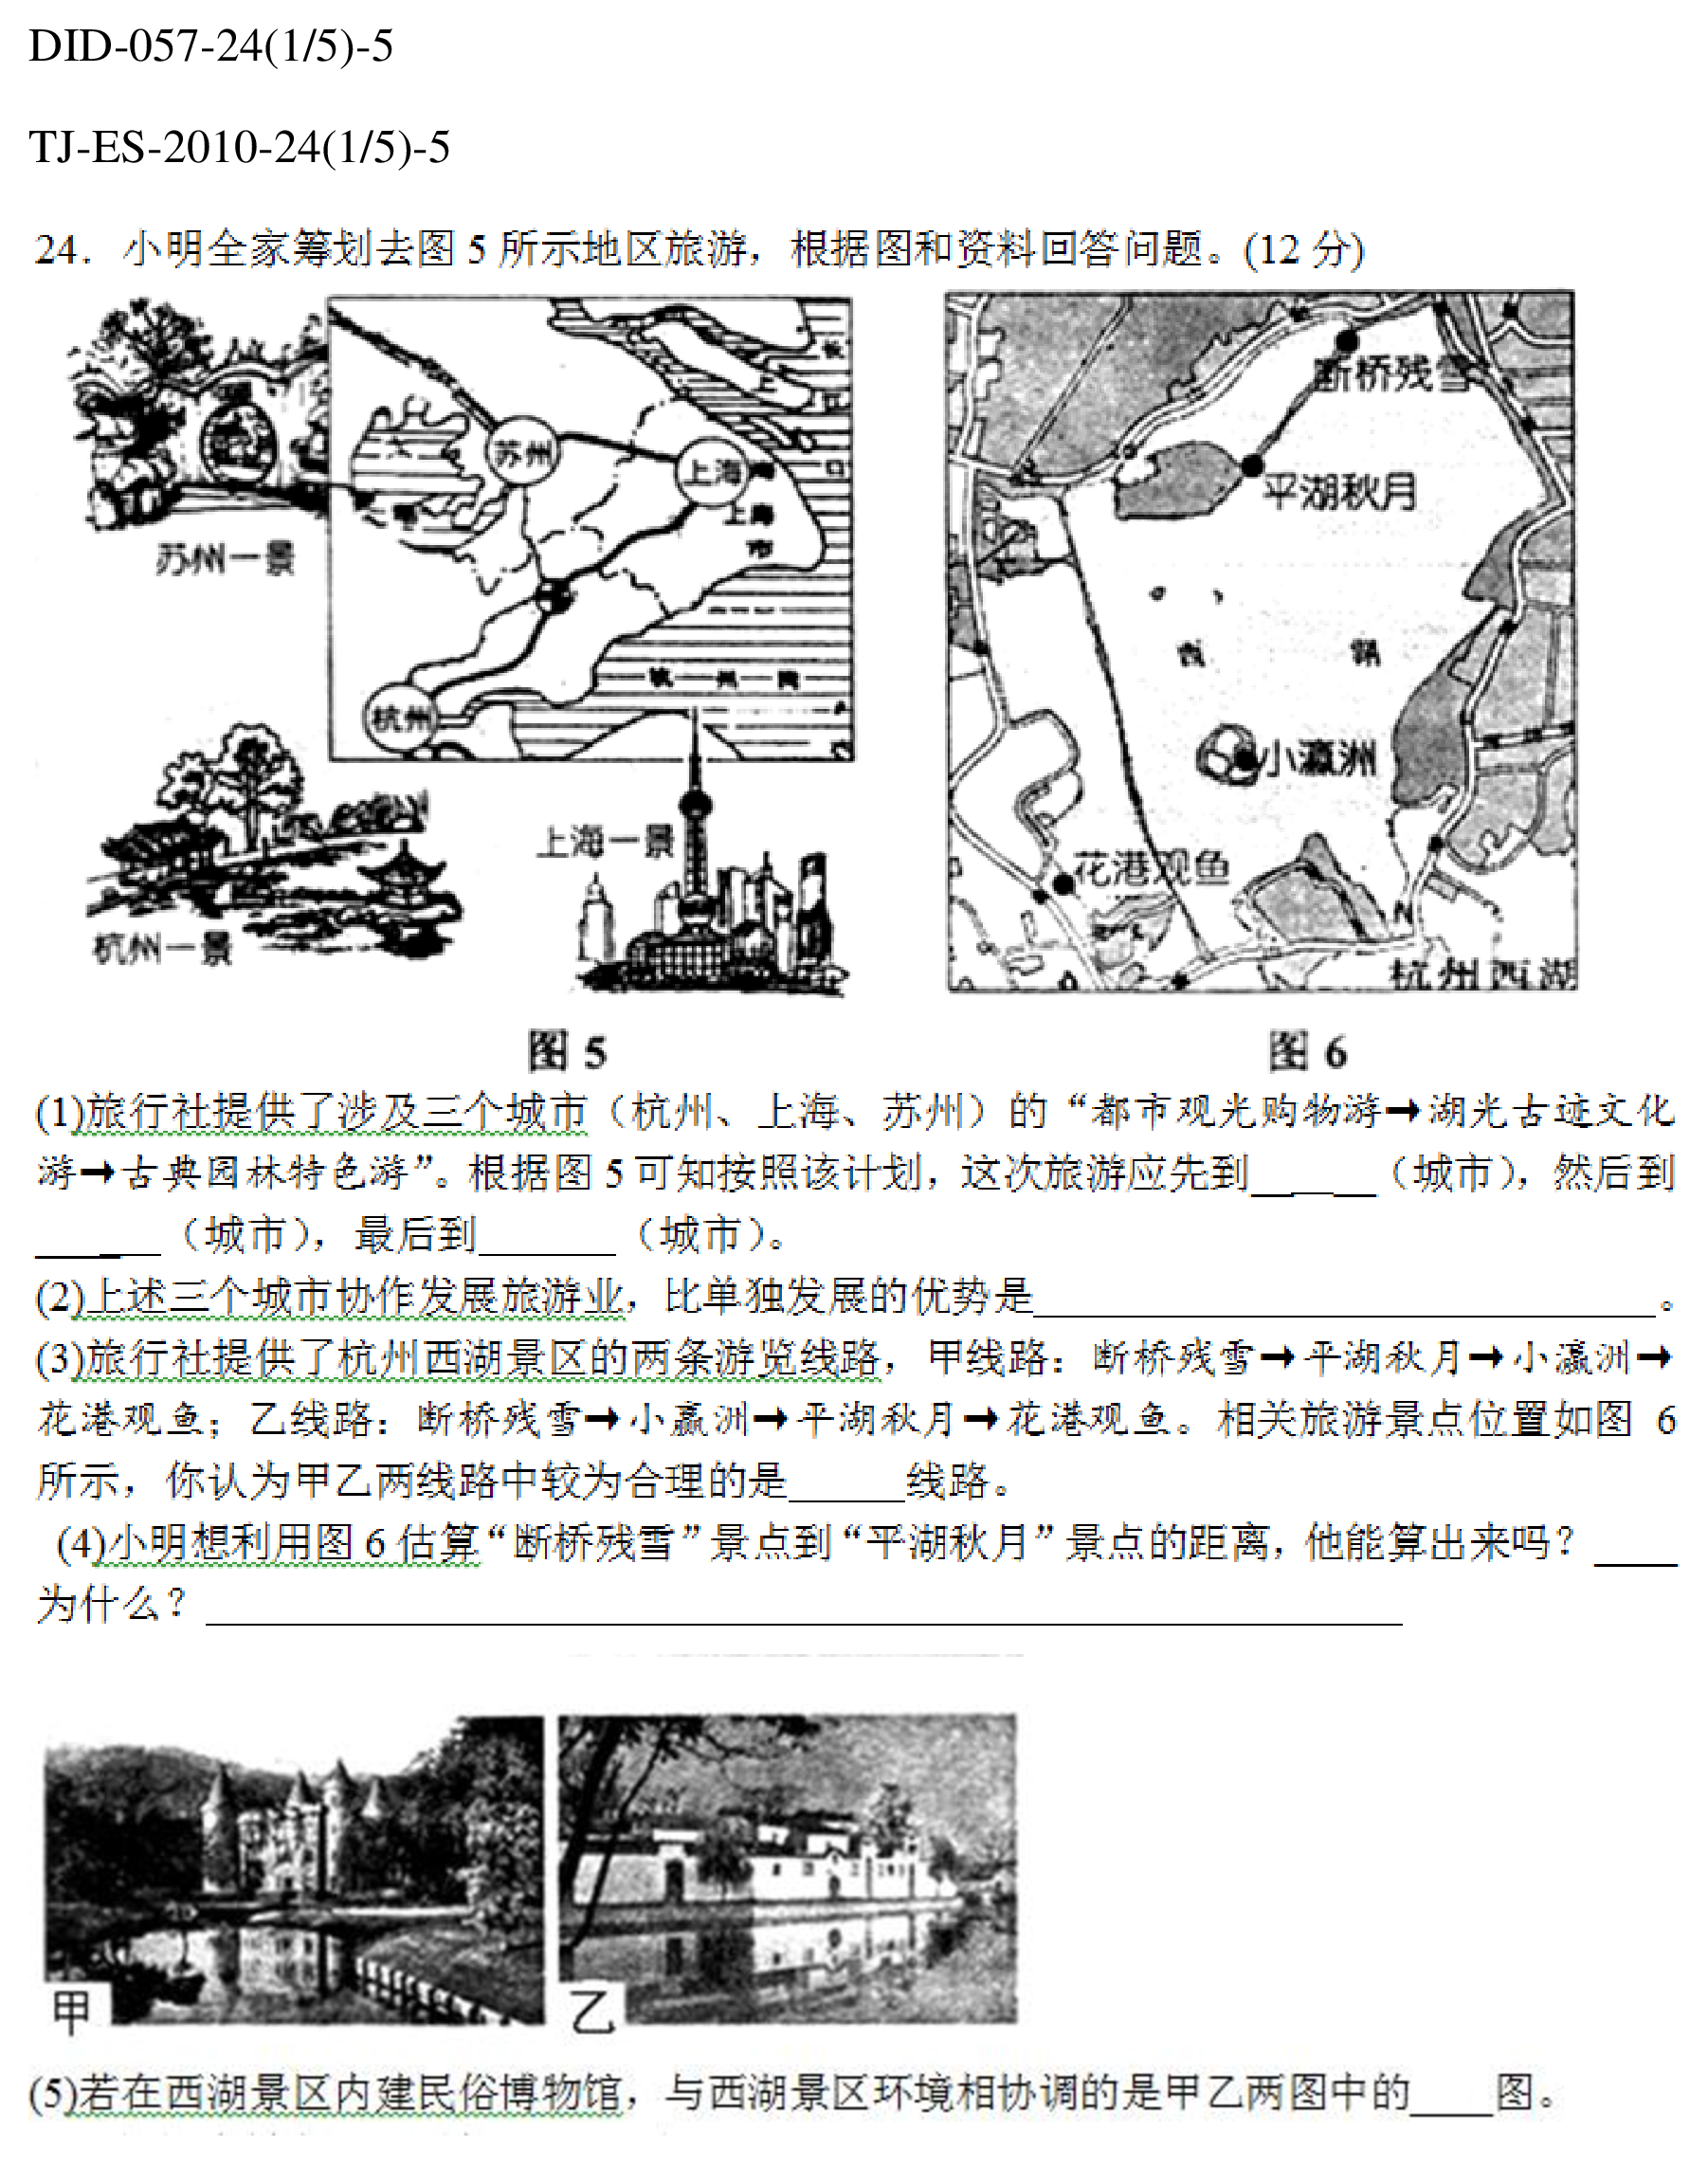 DID-057-24(1/5)-5
TJ-ES-2010-24(1/5)-5
24．小明全家筹划去图 5 所示地区旅游，根据图和资料回答问题。(12 分)
长
苏州
上海
海
口
上海
市
苏州一景
杭 州 湾
杭州
上海一景
杭州一景
图 5
断桥残雪
平湖秋月
西 湖
小瀛洲
花港观鱼
杭州西湖
图 6
(1)旅行社提供了涉及三个城市（杭州、上海、苏州）的“都市观光购物游→湖光古迹文化
游→古典园林特色游”。根据图 5 可知按照该计划，这次旅游应先到______（城市），然后到
______（城市），最后到______（城市）。
(2)上述三个城市协作发展旅游业，比单独发展的优势是______________________________。
(3)旅行社提供了杭州西湖景区的两条游览线路，甲线路：断桥残雪→平湖秋月→小瀛洲→
花港观鱼；乙线路：断桥残雪→小赢洲→平湖秋月→花港观鱼。相关旅游景点位置如图 6
所示，你认为甲乙两线路中较为合理的是______线路。
(4)小明想利用图 6 估算“断桥残雪”景点到“平湖秋月”景点的距离，他能算出来吗？____
为什么？____________________________________________________________
甲
乙
(5)若在西湖景区内建民俗博物馆，与西湖景区环境相协调的是甲乙两图中的____图。